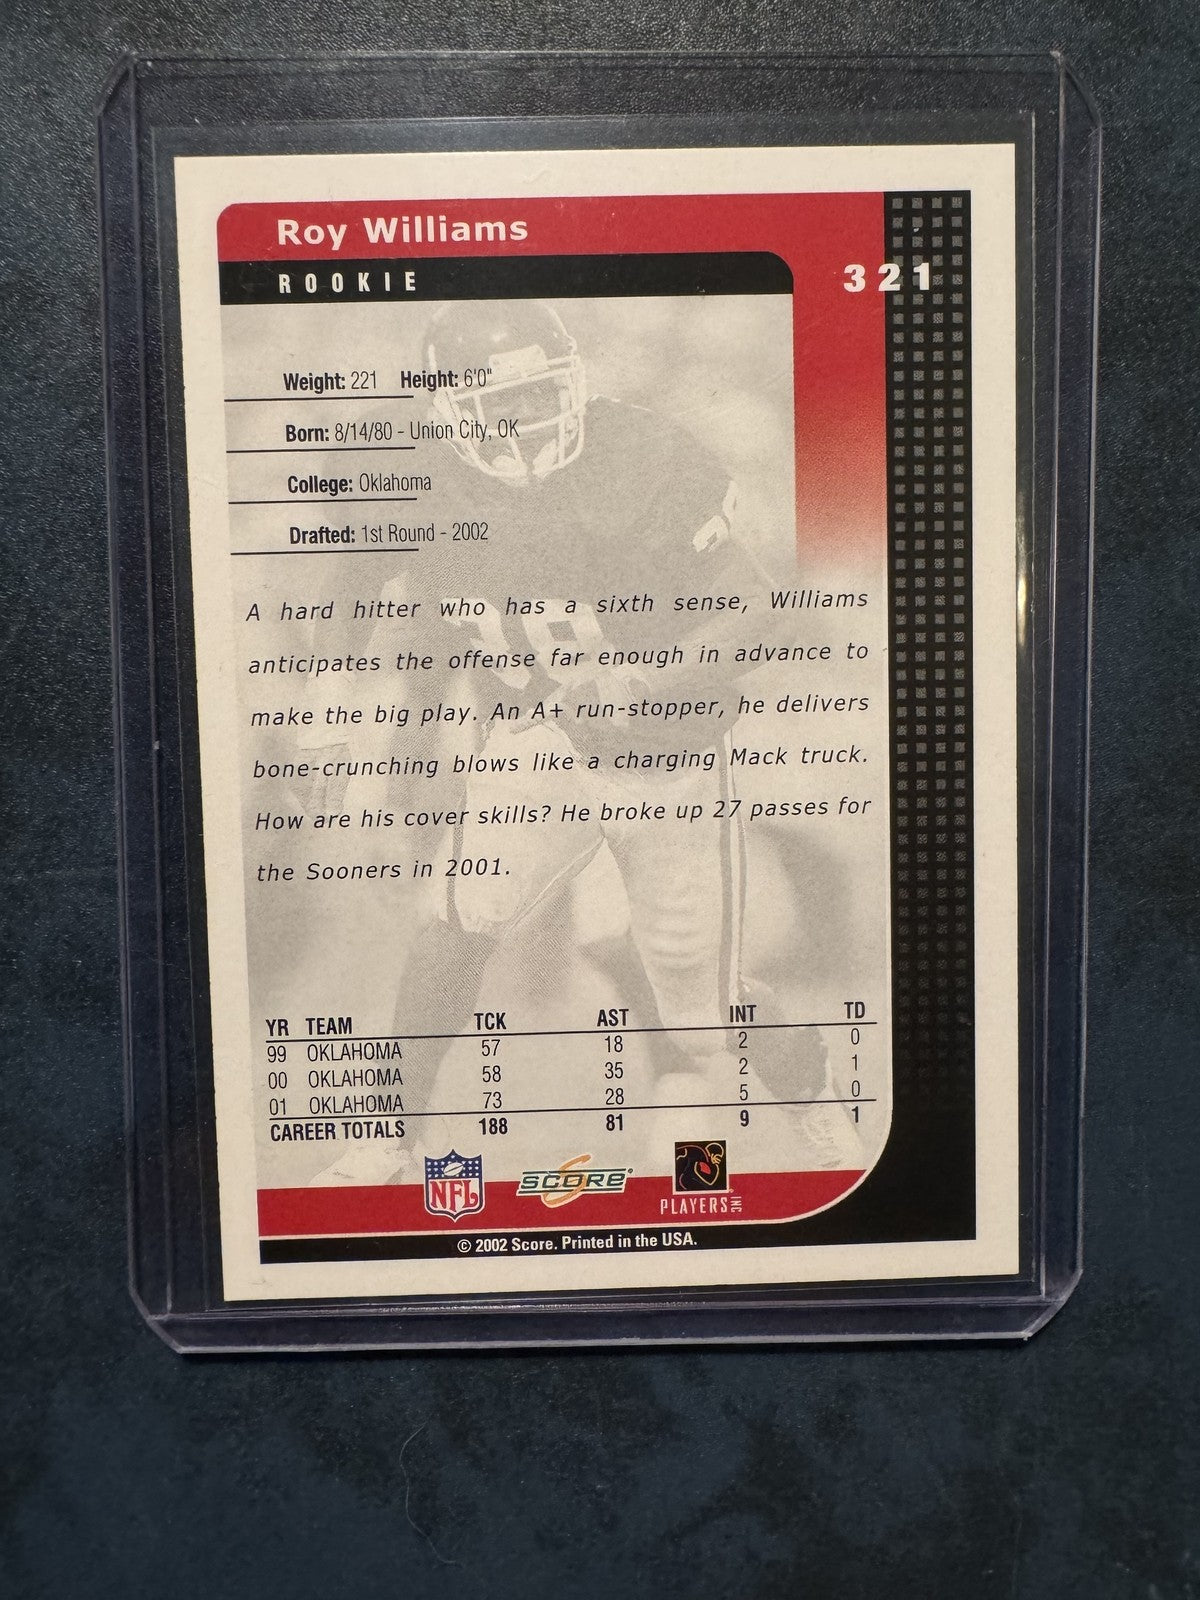 Roy Williams
ROOKIE
321
Weight: 221 Height: 6'0"
Born: 8/14/80 - Union City, OK
College: Oklahoma
Drafted: 1st Round - 2002
A hard hitter who has a sixth sense, Williams
anticipates the offense far enough in advance to
make the big play. An A+ run-stopper, he delivers
bone-crunching blows like a charging Mack truck.
How are his cover skills? He broke up 27 passes for
the Sooners in 2001.
YR TEAM TCK AST INT TD
99 OKLAHOMA 57 18 2 0
00 OKLAHOMA 58 35 2 1
01 OKLAHOMA 73 28 5 0
CAREER TOTALS 188 81 9 1
NFL SCORE PLAYERS INC
© 2002 Score. Printed in the USA.